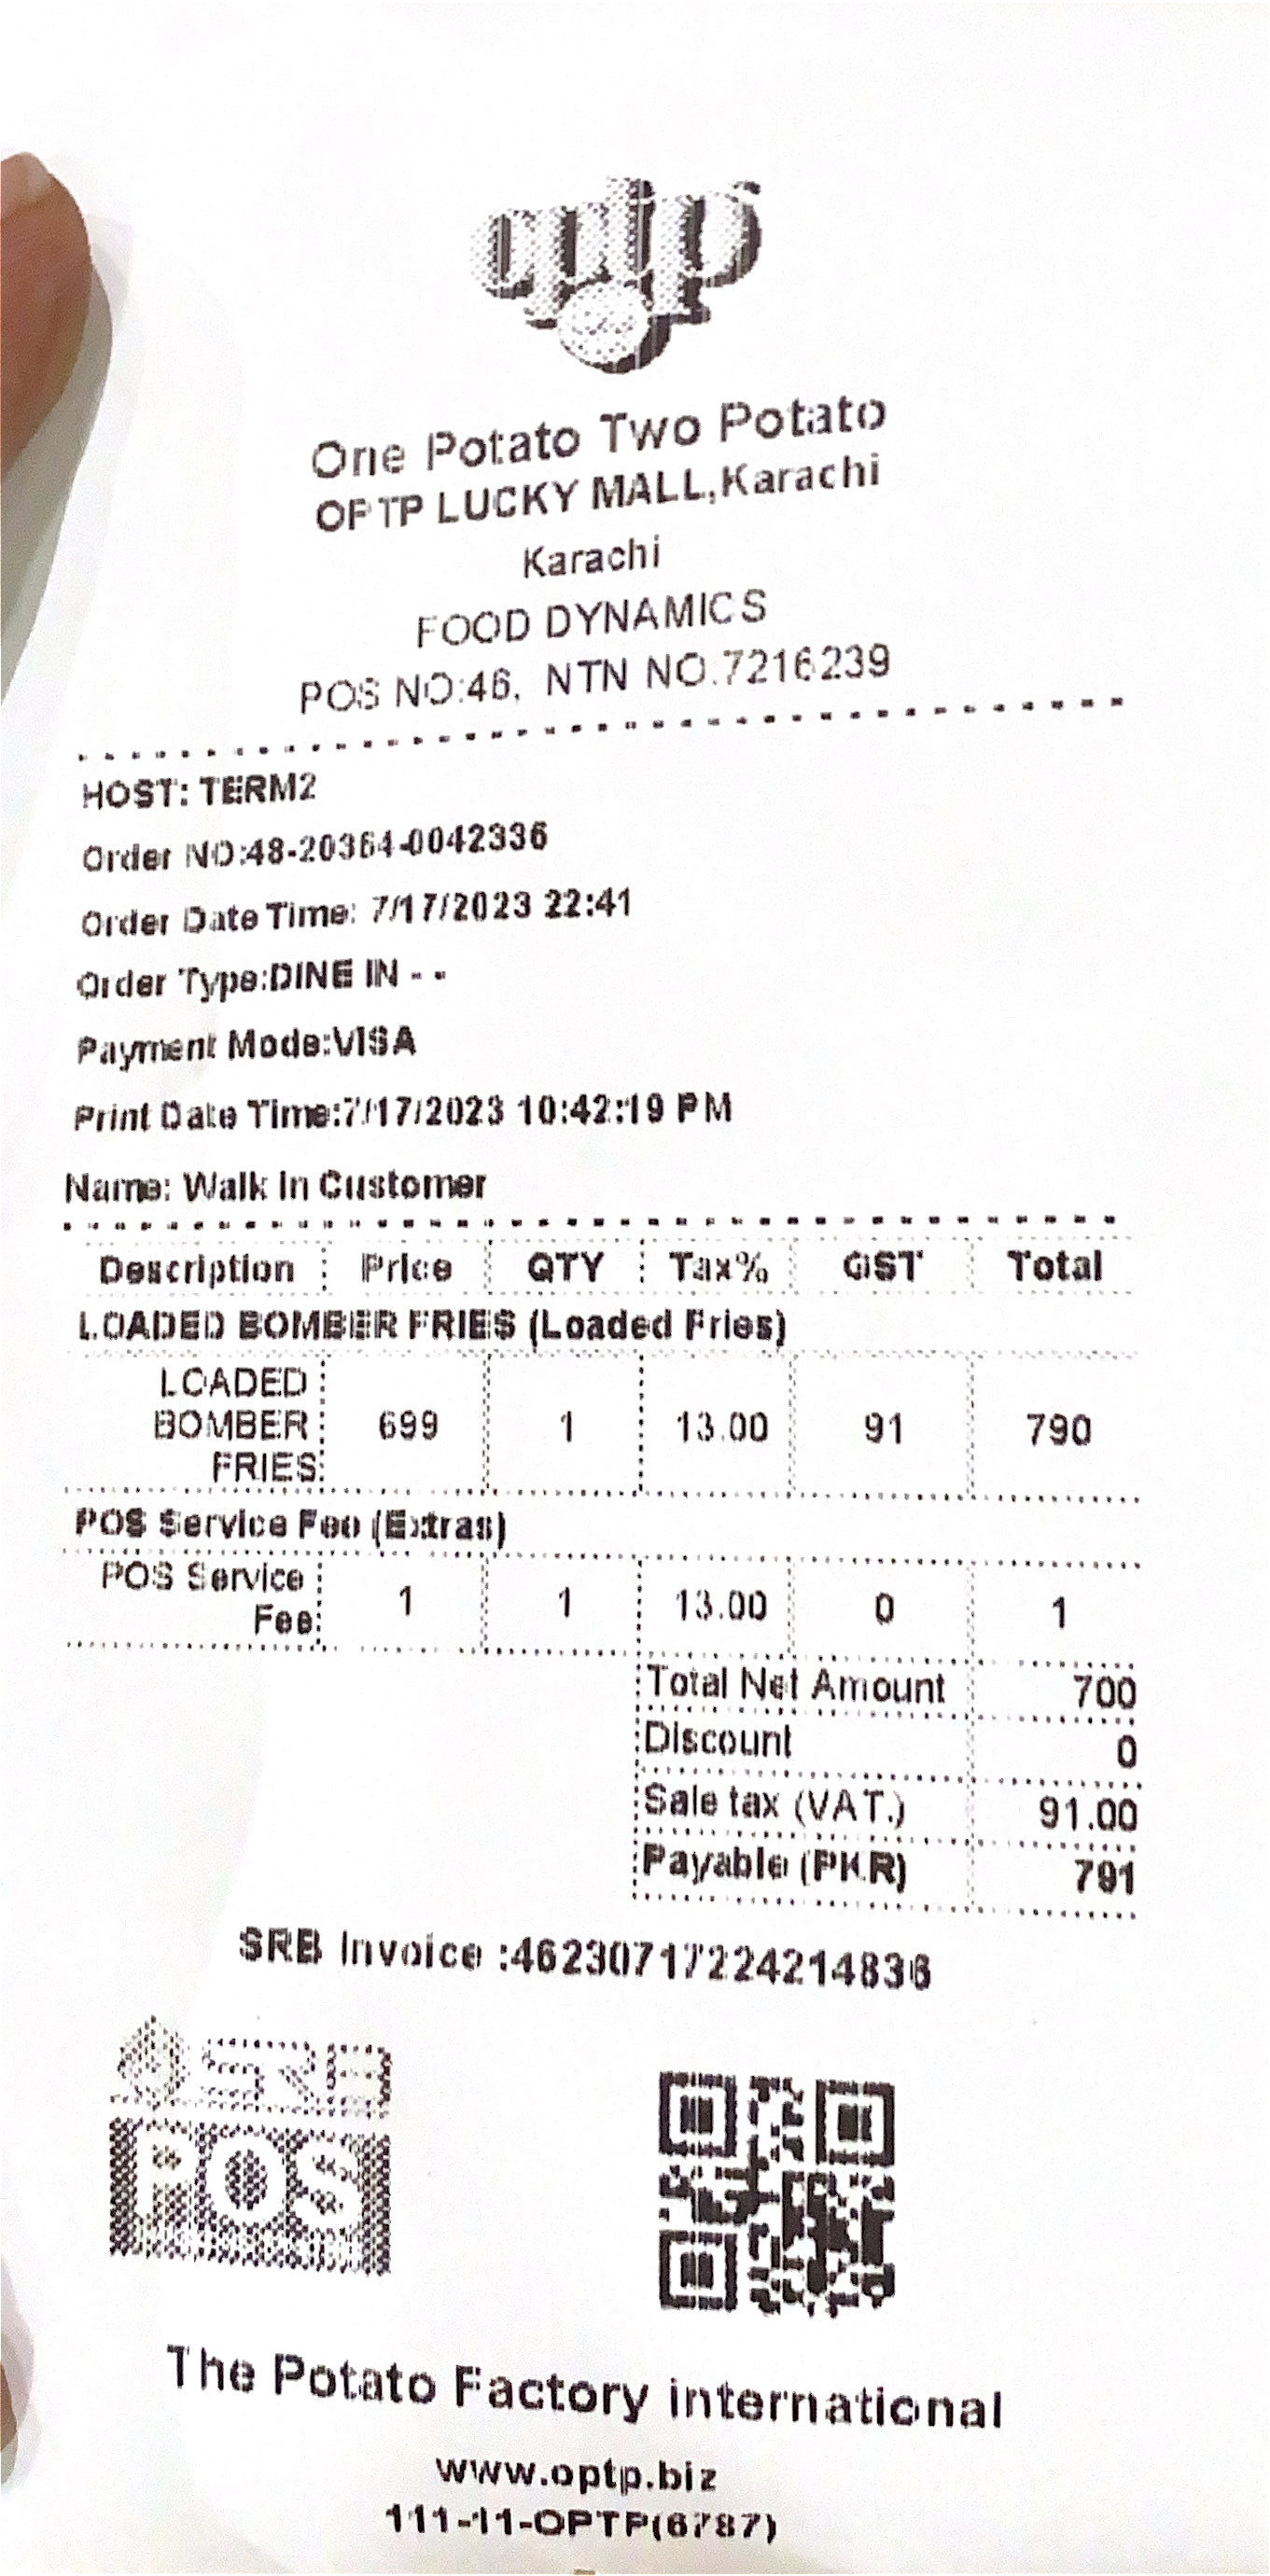 optp
One Potato Two Potato
OPTP LUCKY MALL,Karachi
Karachi
FOOD DYNAMICS
POS NO:46, NTN NO.7216239
HOST: TERM2
Order NO:48-20364-0042336
Order Date Time: 7/17/2023 22:41
Order Type:DINE IN - -
Payment Mode:VISA
Print Date Time:7/17/2023 10:42:19 PM
Name: Walk In Customer
Description Price QTY Tax% GST Total
LOADED BOMBER FRIES (Loaded Fries)
LOADED
BOMBER 699 1 13.00 91 790
FRIES
POS Service Fee (Extras)
POS Service
Fee 1 1 13.00 0 1
Total Net Amount 700
Discount 0
Sale tax (VAT.) 91.00
Payable (PKR) 791
SRB Invoice :46230717224214836
SRB
POS
The Potato Factory international
www.optp.biz
111-11-OPTP(6787)